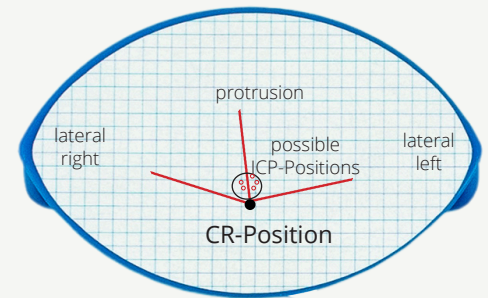 protrusion
lateral
right
possible
ICP-Positions
lateral
left
CR-Position